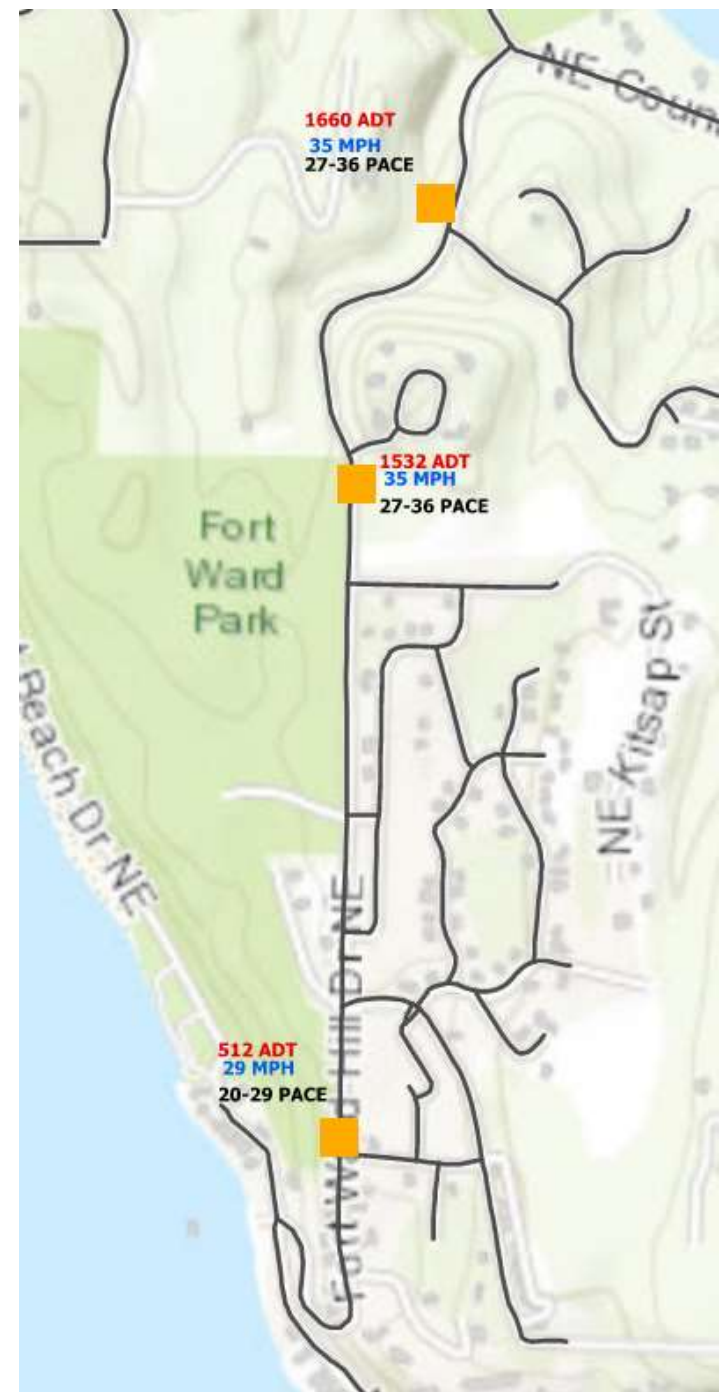 NE Coun
1660 ADT
35 MPH
27-36 PACE
1532 ADT
35 MPH
27-36 PACE
Fort
Ward
Park
NE Kitsap St
Beach Dr NE
Fort Ward Hill Dr NE
512 ADT
29 MPH
20-29 PACE